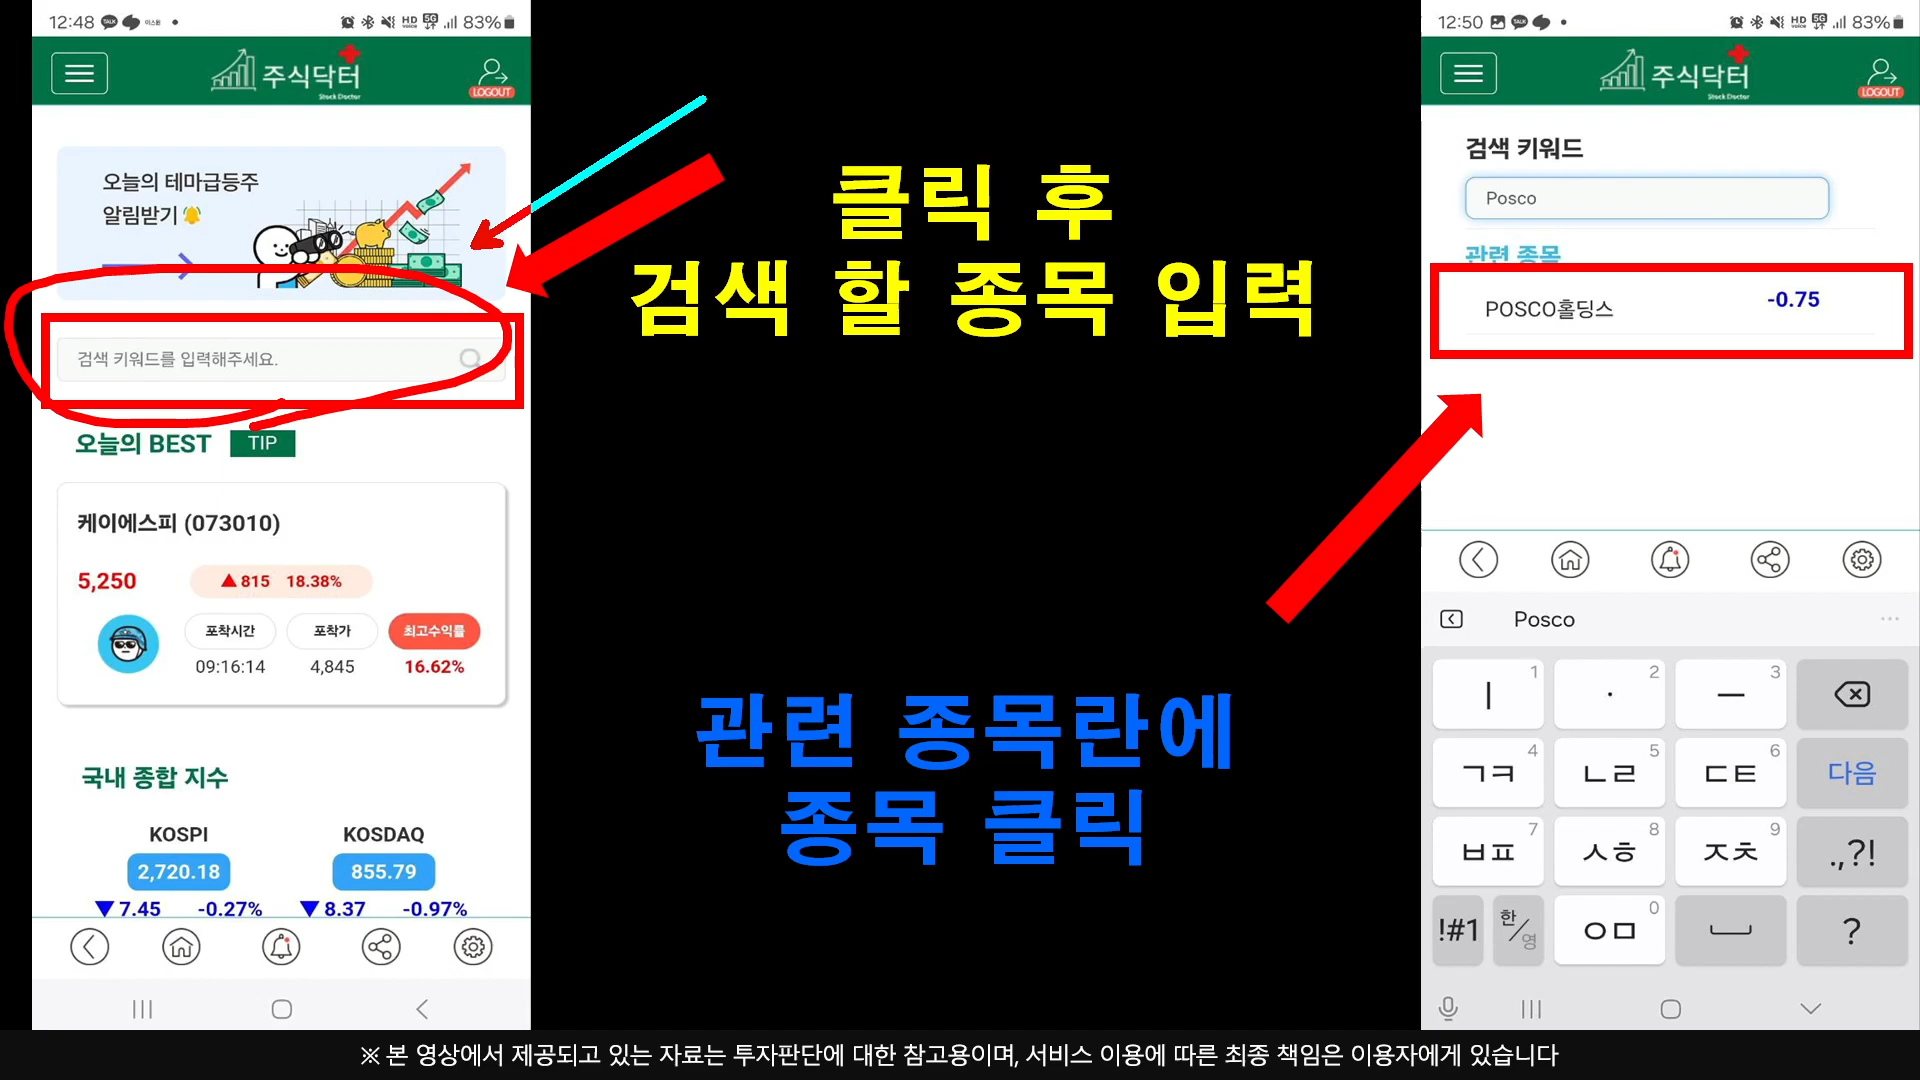 12:48
HD
5G
83%
주식닥터
Stock Doctor
LOGOUT
오늘의 테마급등주
알림받기
검색 키워드를 입력해주세요.
오늘의 BEST TIP
케이에스피 (073010)
5,250 ▲815 18.38%
포착시간 포착가 최고수익률
09:16:14 4,845 16.62%
국내 종합 지수
KOSPI KOSDAQ
2,720.18 855.79
▼7.45 -0.27% ▼8.37 -0.97%
클릭 후
검색 할 종목 입력
관련 종목란에
종목 클릭
12:50
HD
5G
83%
주식닥터
Stock Doctor
LOGOUT
검색 키워드
Posco
관련 종목
POSCO홀딩스 -0.75
Posco
ㅣ 1 · 2 ㅡ 3
ㄱㅋ 4 ㄴㄹ 5 ㄷㅌ 6 다음
ㅂㅍ 7 ㅅㅎ 8 ㅈㅊ 9 .,?!
!#1 한/영 ㅇㅁ 0 ?
※ 본 영상에서 제공되고 있는 자료는 투자판단에 대한 참고용이며, 서비스 이용에 따른 최종 책임은 이용자에게 있습니다